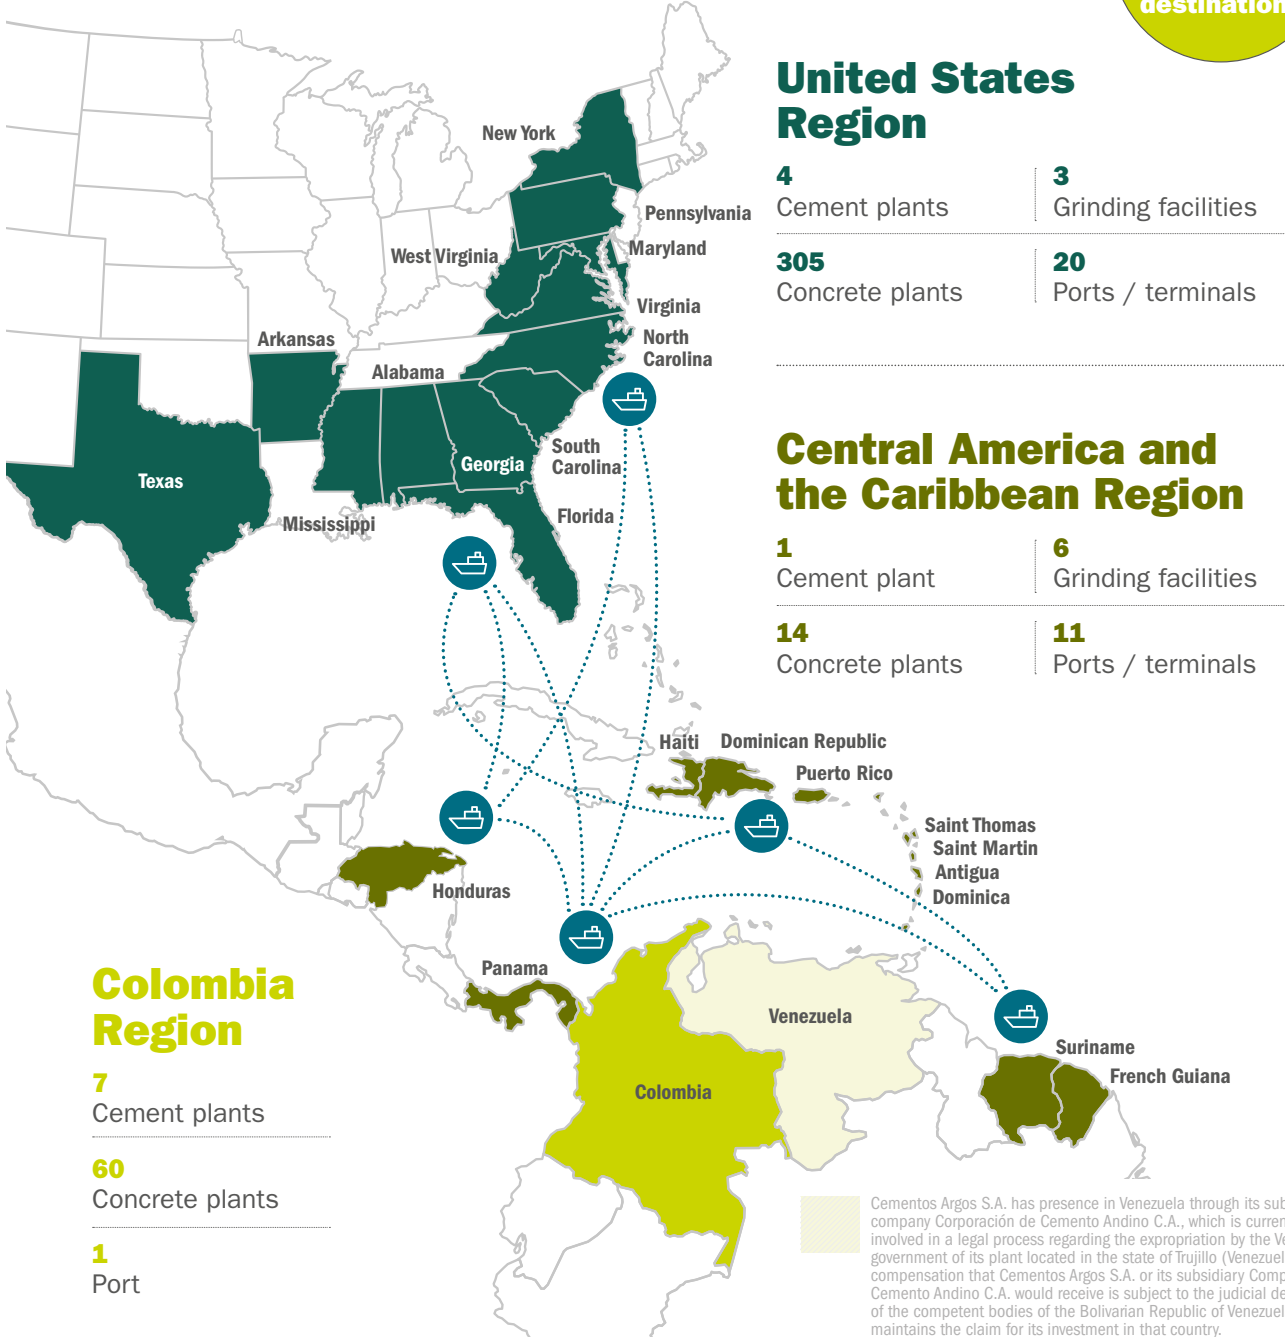 destination
United States
Region
4
Cement plants
3
Grinding facilities
305
Concrete plants
20
Ports / terminals
New York
Pennsylvania
West Virginia
Maryland
Virginia
North
Carolina
Arkansas
Alabama
South
Carolina
Georgia
Texas
Mississippi
Florida
Central America and
the Caribbean Region
1
Cement plant
6
Grinding facilities
14
Concrete plants
11
Ports / terminals
Haiti
Dominican Republic
Puerto Rico
Saint Thomas
Saint Martin
Antigua
Dominica
Honduras
Panama
Venezuela
Colombia
Suriname
French Guiana
Colombia
Region
7
Cement plants
60
Concrete plants
1
Port
Cementos Argos S.A. has presence in Venezuela through its sub
company Corporación de Cemento Andino C.A., which is curren
involved in a legal process regarding the expropriation by the Ve
government of its plant located in the state of Trujillo (Venezuel
compensation that Cementos Argos S.A. or its subsidiary Comp
Cemento Andino C.A. would receive is subject to the judicial de
of the competent bodies of the Bolivarian Republic of Venezuel
maintains the claim for its investment in that country.